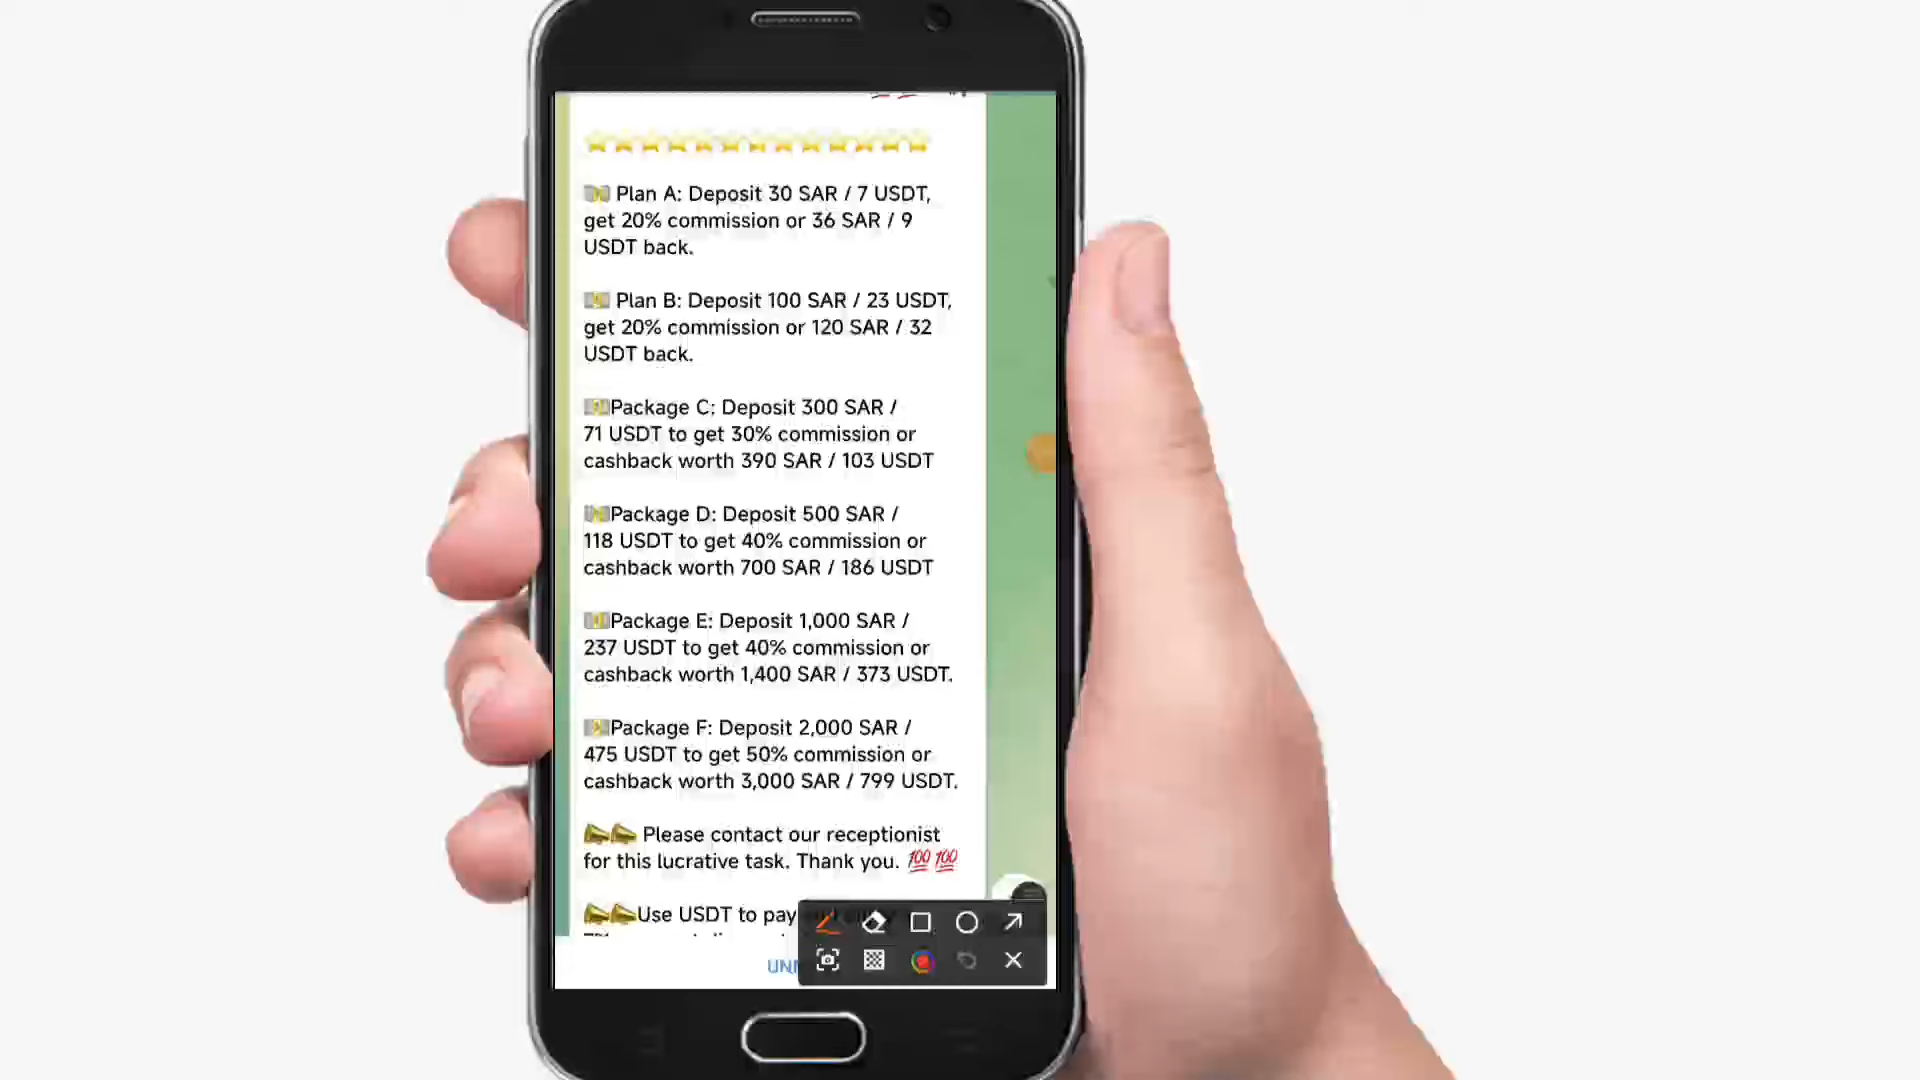 Plan A: Deposit 30 SAR / 7 USDT,
get 20% commission or 36 SAR / 9
USDT back.
Plan B: Deposit 100 SAR / 23 USDT,
get 20% commission or 120 SAR / 32
USDT back.
Package C: Deposit 300 SAR /
71 USDT to get 30% commission or
cashback worth 390 SAR / 103 USDT
Package D: Deposit 500 SAR /
118 USDT to get 40% commission or
cashback worth 700 SAR / 186 USDT
Package E: Deposit 1,000 SAR /
237 USDT to get 40% commission or
cashback worth 1,400 SAR / 373 USDT.
Package F: Deposit 2,000 SAR /
475 USDT to get 50% commission or
cashback worth 3,000 SAR / 799 USDT.
Please contact our receptionist
for this lucrative task. Thank you. 💯💯
Use USDT to pay